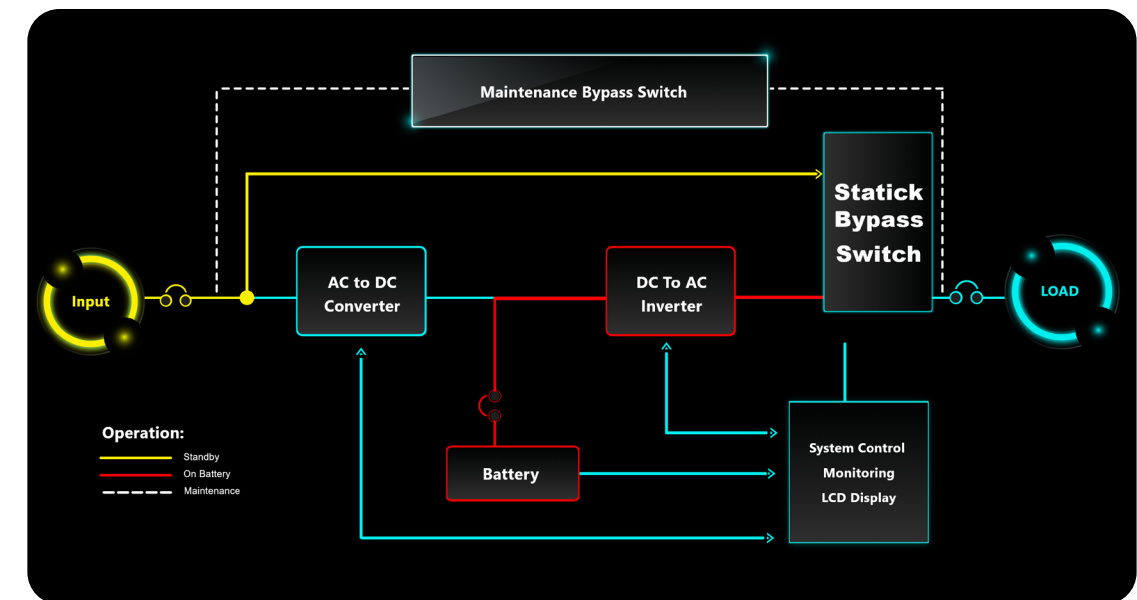 Maintenance Bypass Switch
Statick
Bypass
Switch
Input
AC to DC
Converter
DC To AC
Inverter
LOAD
Operation:
Standby
On Battery
Maintenance
Battery
System Control
Monitoring
LCD Display